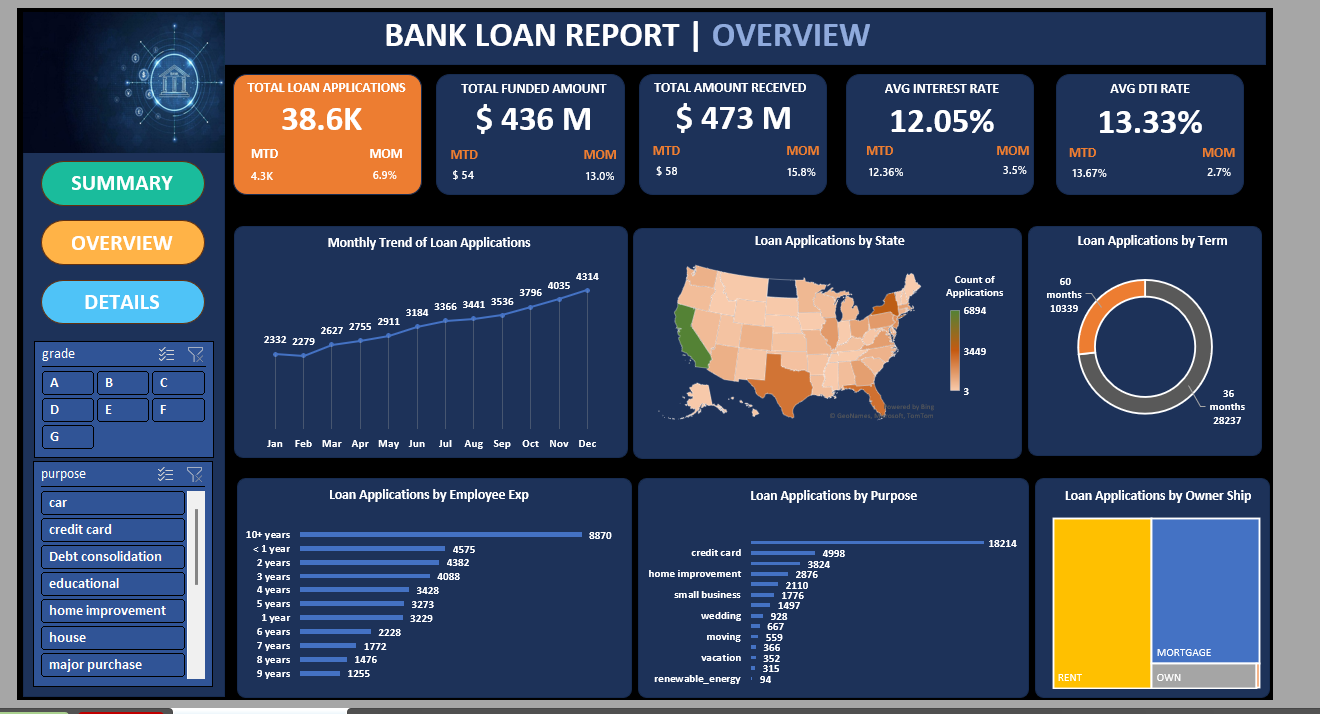 BANK LOAN REPORT | OVERVIEW
TOTAL LOAN APPLICATIONS
38.6K
MTD MOM
4.3K 6.9%
TOTAL FUNDED AMOUNT
$ 436 M
MTD MOM
$ 54 13.0%
TOTAL AMOUNT RECEIVED
$ 473 M
MTD MOM
$ 58 15.8%
AVG INTEREST RATE
12.05%
MTD MOM
12.36% 3.5%
AVG DTI RATE
13.33%
MTD MOM
13.67% 2.7%
SUMMARY
OVERVIEW
DETAILS
grade
A B C
D E F
G
purpose
car
credit card
Debt consolidation
educational
home improvement
house
major purchase
Monthly Trend of Loan Applications
2332 2279 2627 2755 2911 3184 3366 3441 3536 3796 4035 4314
Jan Feb Mar Apr May Jun Jul Aug Sep Oct Nov Dec
Loan Applications by State
Count of
Applications
6894
3449
3
Powered by Bing
© GeoNames, Microsoft, TomTom
Loan Applications by Term
60
months
10339
36
months
28237
Loan Applications by Employee Exp
10+ years 8870
< 1 year 4575
2 years 4382
3 years 4088
4 years 3428
5 years 3273
1 year 3229
6 years 2228
7 years 1772
8 years 1476
9 years 1255
Loan Applications by Purpose
18214
credit card 4998
3824
home improvement 2876
2110
small business 1776
1497
wedding 928
667
moving 559
366
vacation 352
315
renewable_energy 94
Loan Applications by Owner Ship
RENT
MORTGAGE
OWN